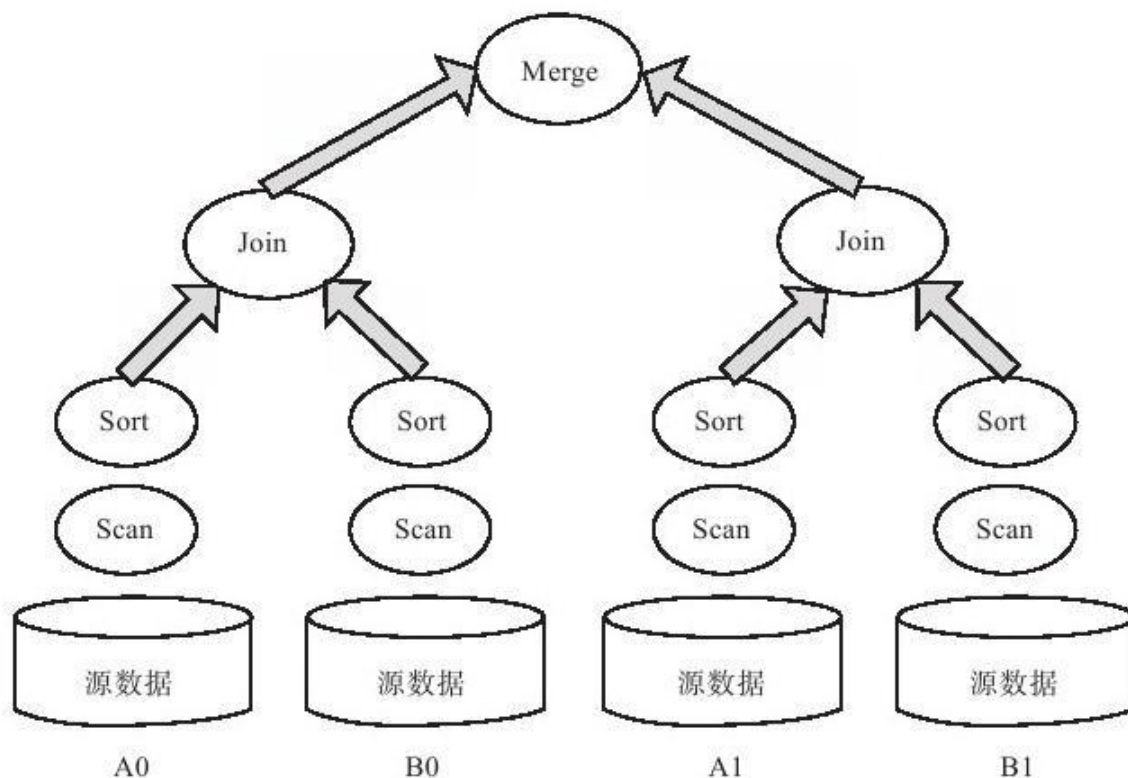 Merge
Join Join
Sort Sort Sort Sort
Scan Scan Scan Scan
源数据 源数据 源数据 源数据
A0 B0 A1 B1